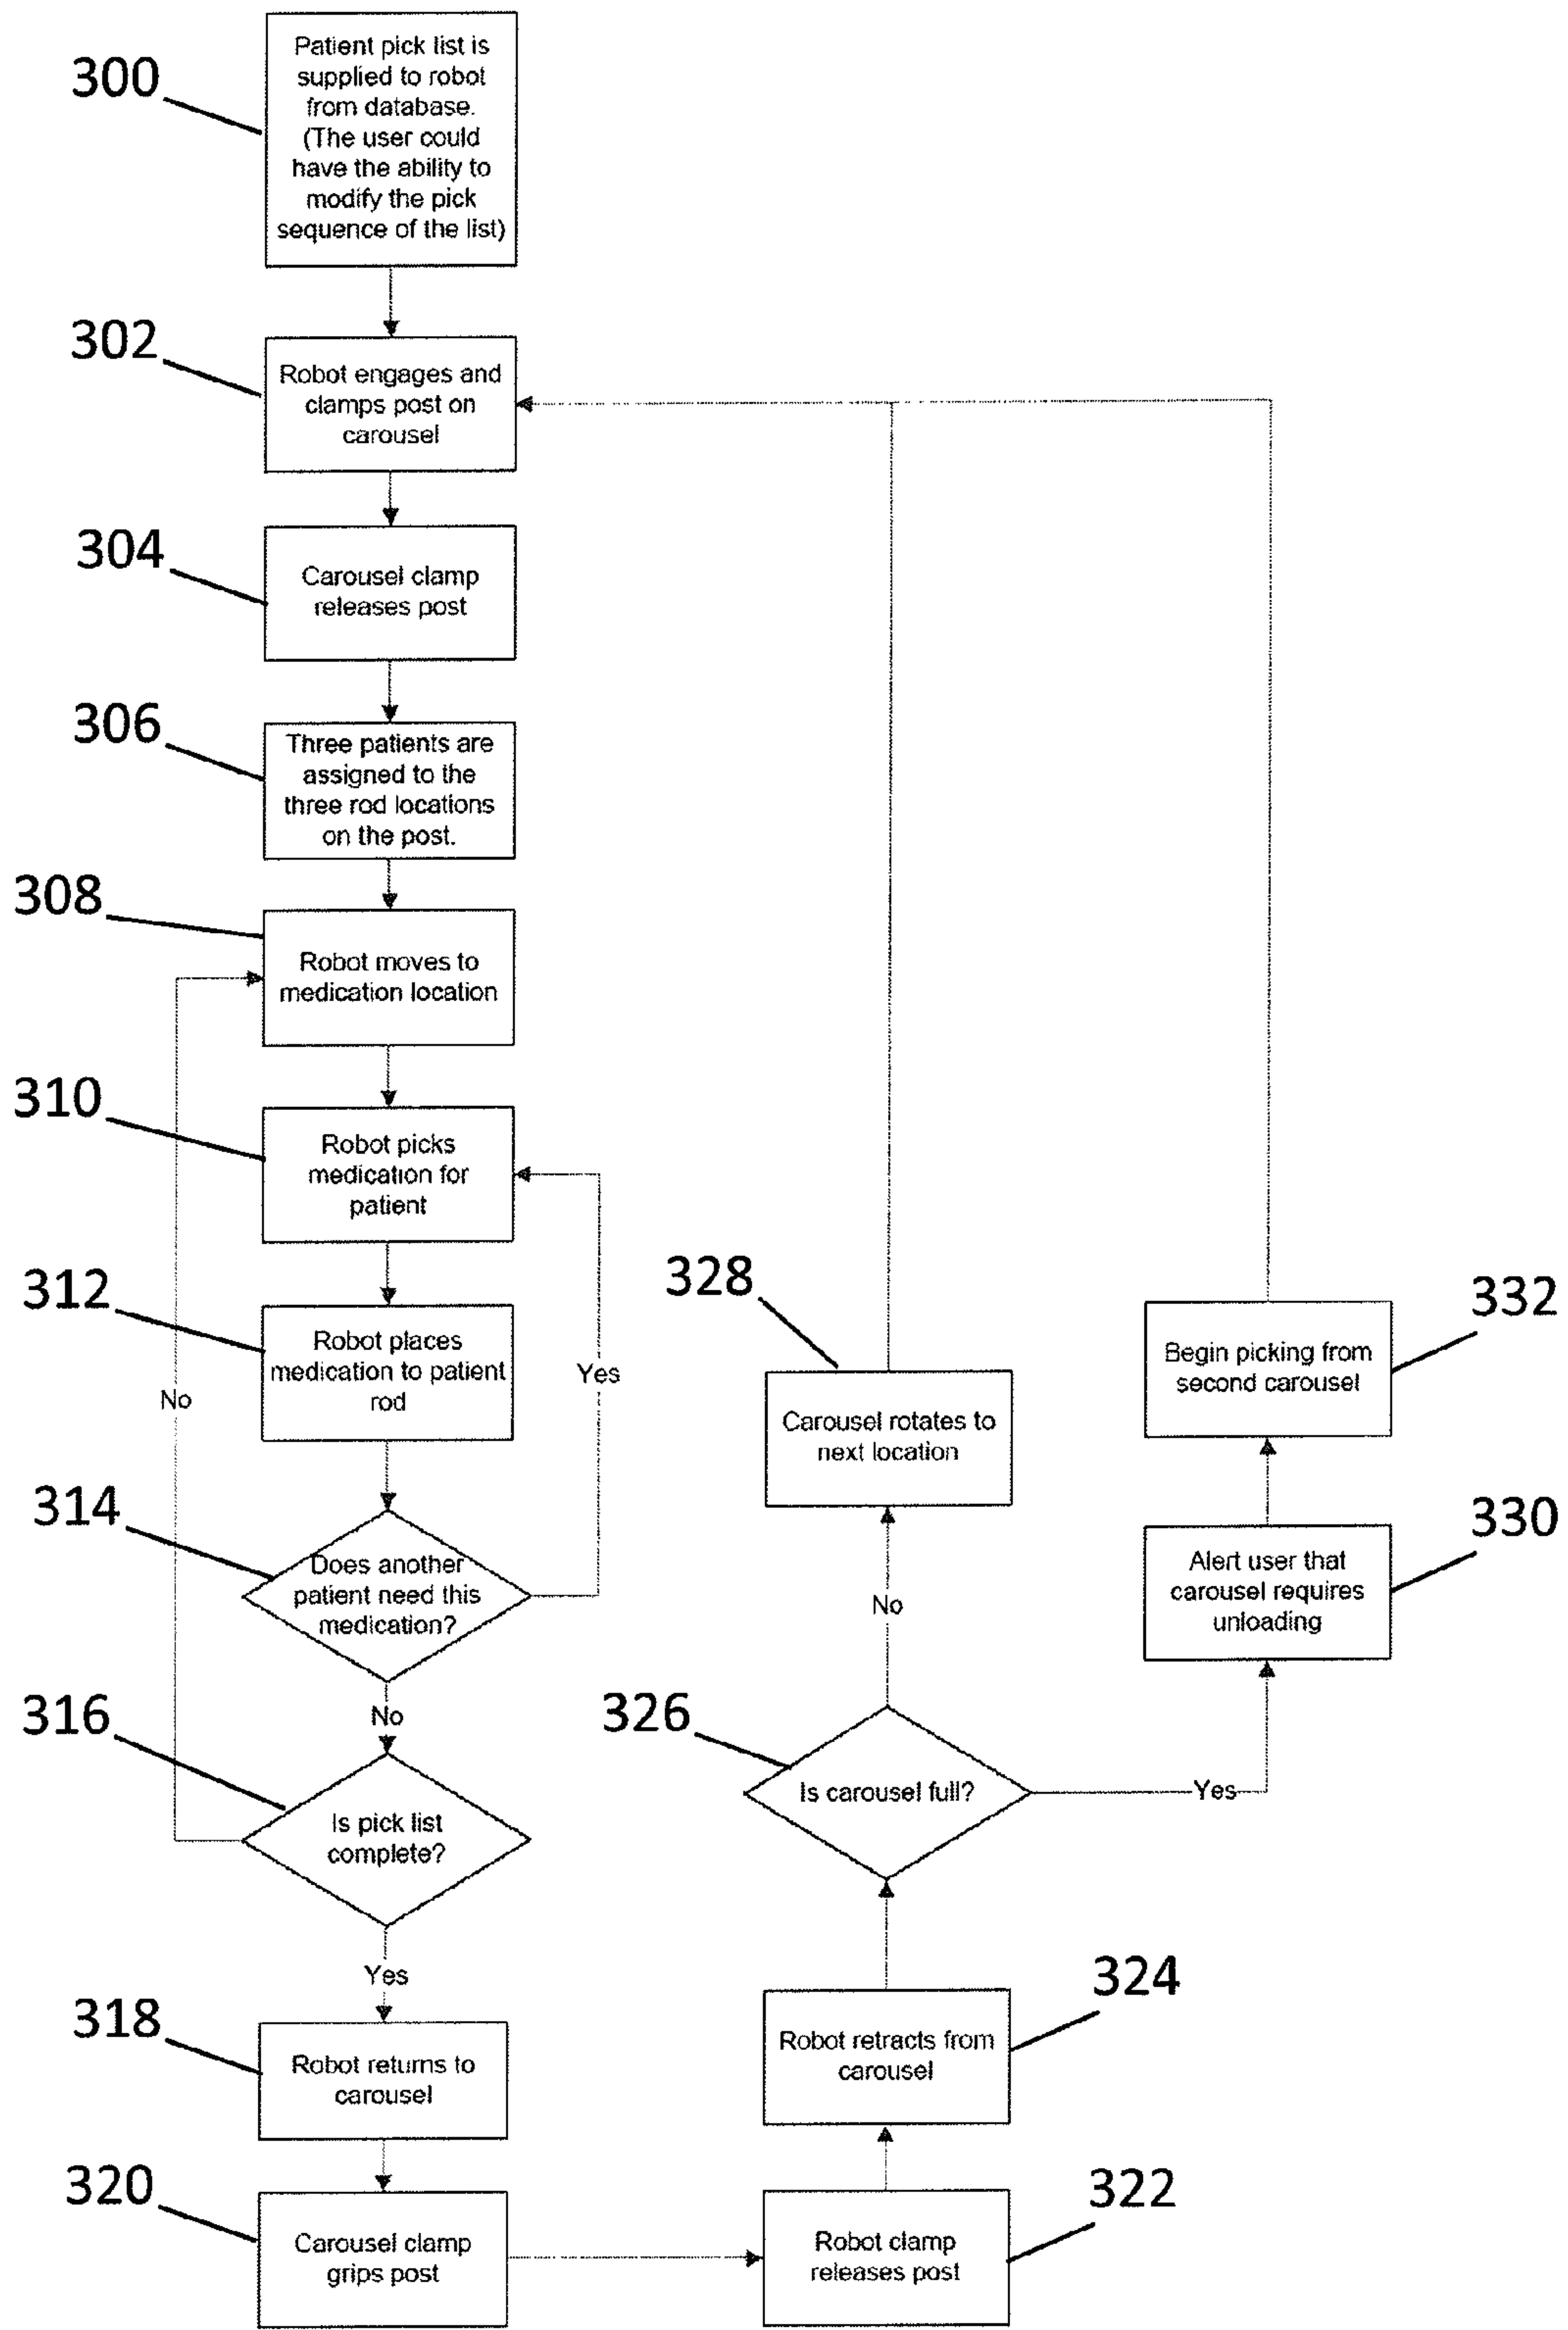 300
Patient pick list is
supplied to robot
from database.
(The user could
have the ability to
modify the pick
sequence of the list)
302
Robot engages and
clamps post on
carousel
304
Carousel clamp
releases post
306
Three patients are
assigned to the
three rod locations
on the post.
308
Robot moves to
medication location
310
Robot picks
medication for
patient
312
Robot places
medication to patient
rod
Yes
No
314
Does another
patient need this
medication?
No
316
Is pick list
complete?
Yes
318
Robot returns to
carousel
320
Carousel clamp
grips post
322
Robot clamp
releases post
324
Robot retracts from
carousel
326
Is carousel full?
No
Yes
328
Carousel rotates to
next location
330
Alert user that
carousel requires
unloading
332
Begin picking from
second carousel